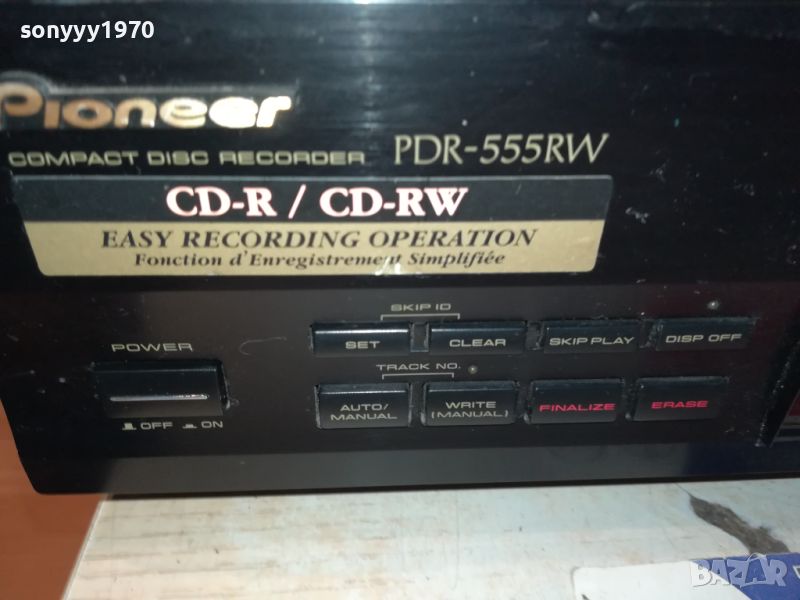 sonyyy1970
Pioneer
COMPACT DISC RECORDER PDR-555RW
CD-R / CD-RW
EASY RECORDING OPERATION
Fonction d'Enregistrement Simplifiée
SKIP ID
SET CLEAR SKIP PLAY DISP OFF
POWER
TRACK NO.
AUTO/MANUAL WRITE (MANUAL) FINALIZE ERASE
OFF ON
BAZAR